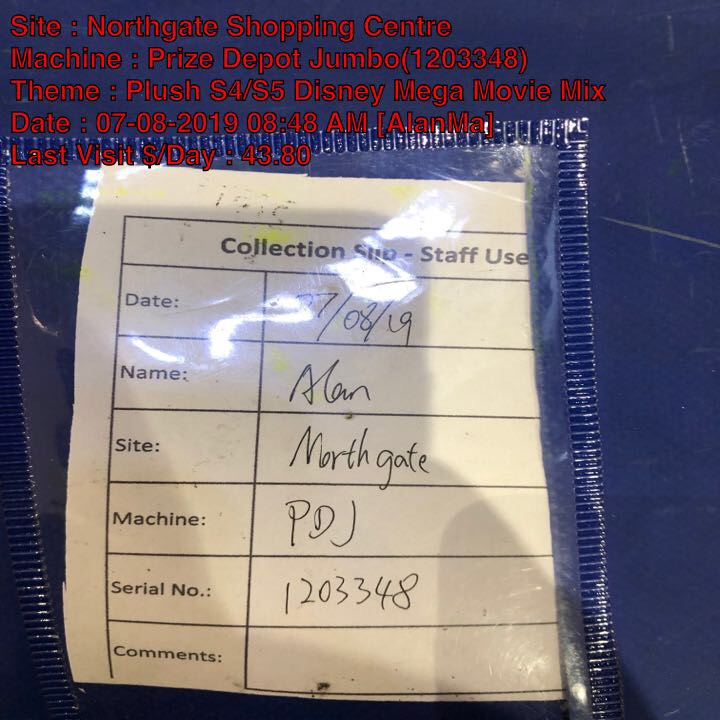 Site : Northgate Shopping Centre
Machine : Prize Depot Jumbo(1203348)
Theme : Plush S4/S5 Disney Mega Movie Mix
Date : 07-08-2019 08:48 AM [AlanMa]
Last Visit $/Day : 43.80
Collection Slip - Staff Use
Date: 07/08/19
Name: Alan
Site: Northgate
Machine: PDJ
Serial No.: 1203348
Comments: